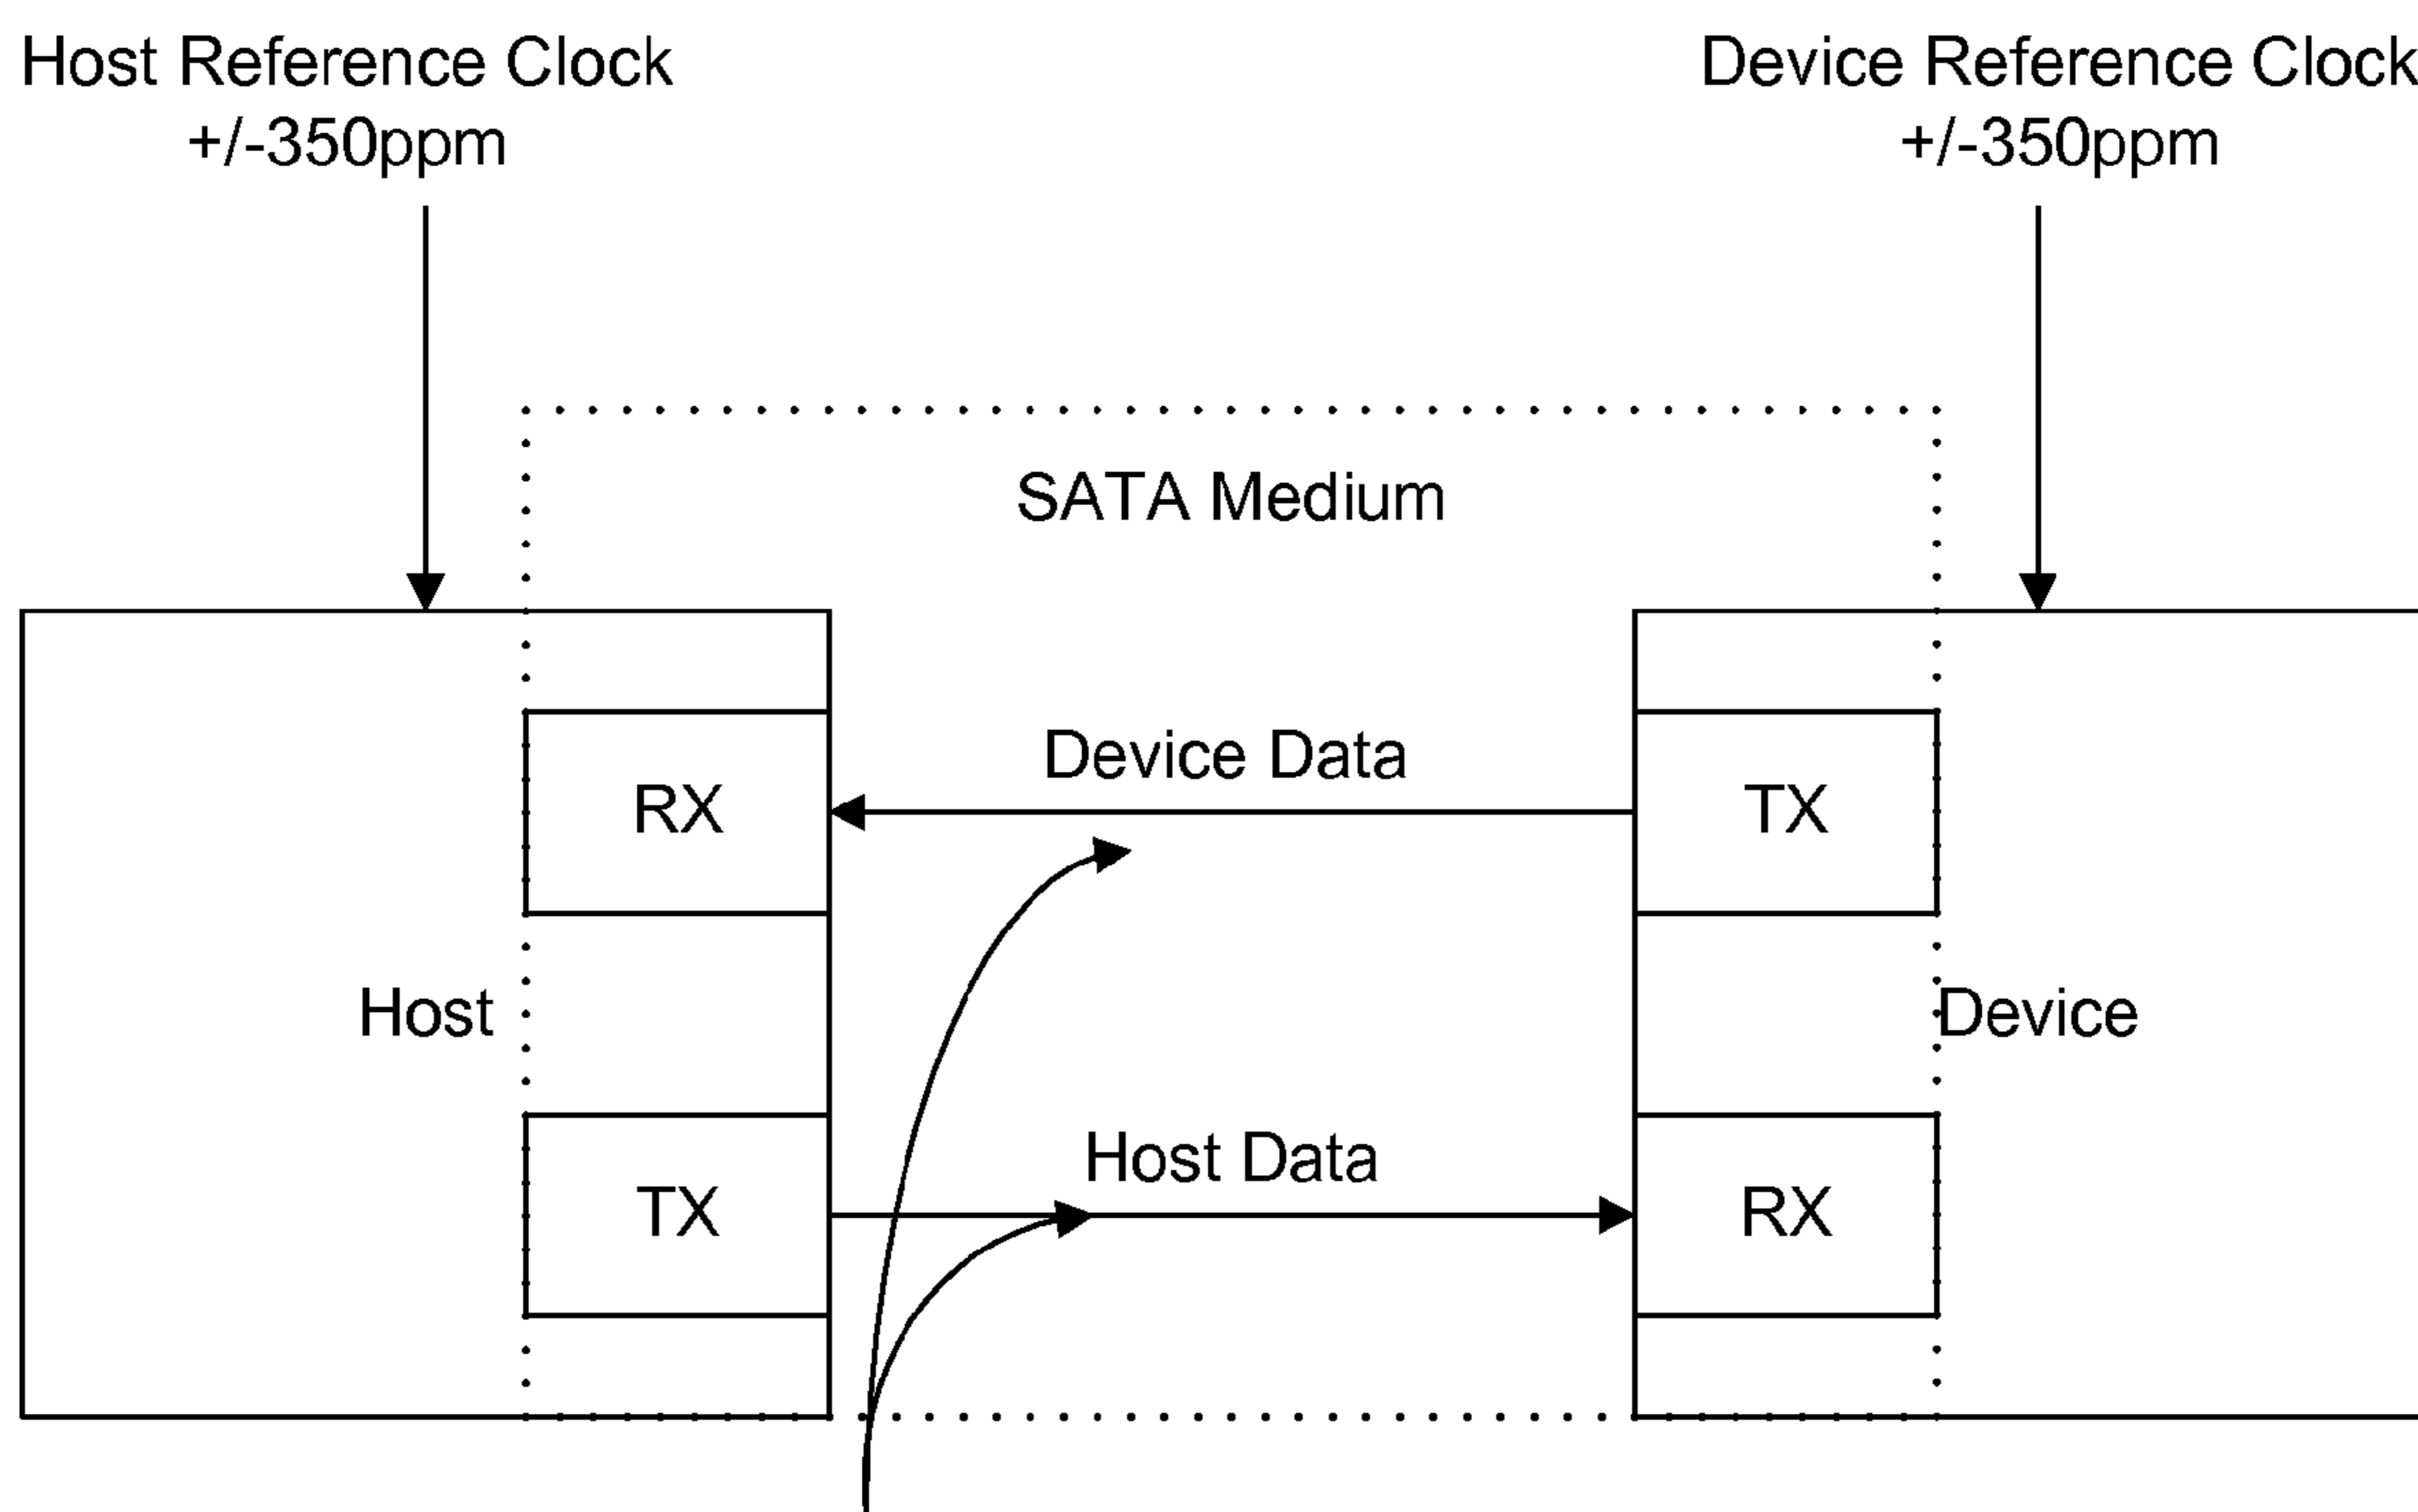 Host Reference Clock
+/-350ppm
Device Reference Clock
+/-350ppm
SATA Medium
Device Data
RX
TX
Host
Device
Host Data
TX
RX